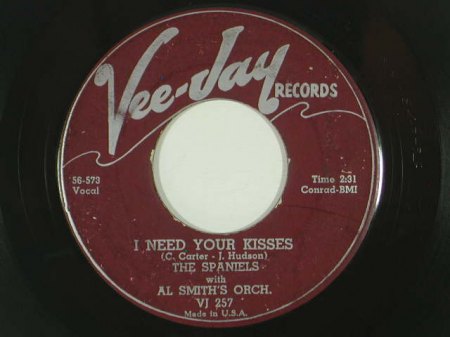 Vee-Jay
RECORDS
56-573
Vocal
Time 2:31
Conrad-BMI
I NEED YOUR KISSES
(C. Carter - J. Hudson)
THE SPANIELS
with
AL SMITH'S ORCH.
VJ 257
Made in U.S.A.